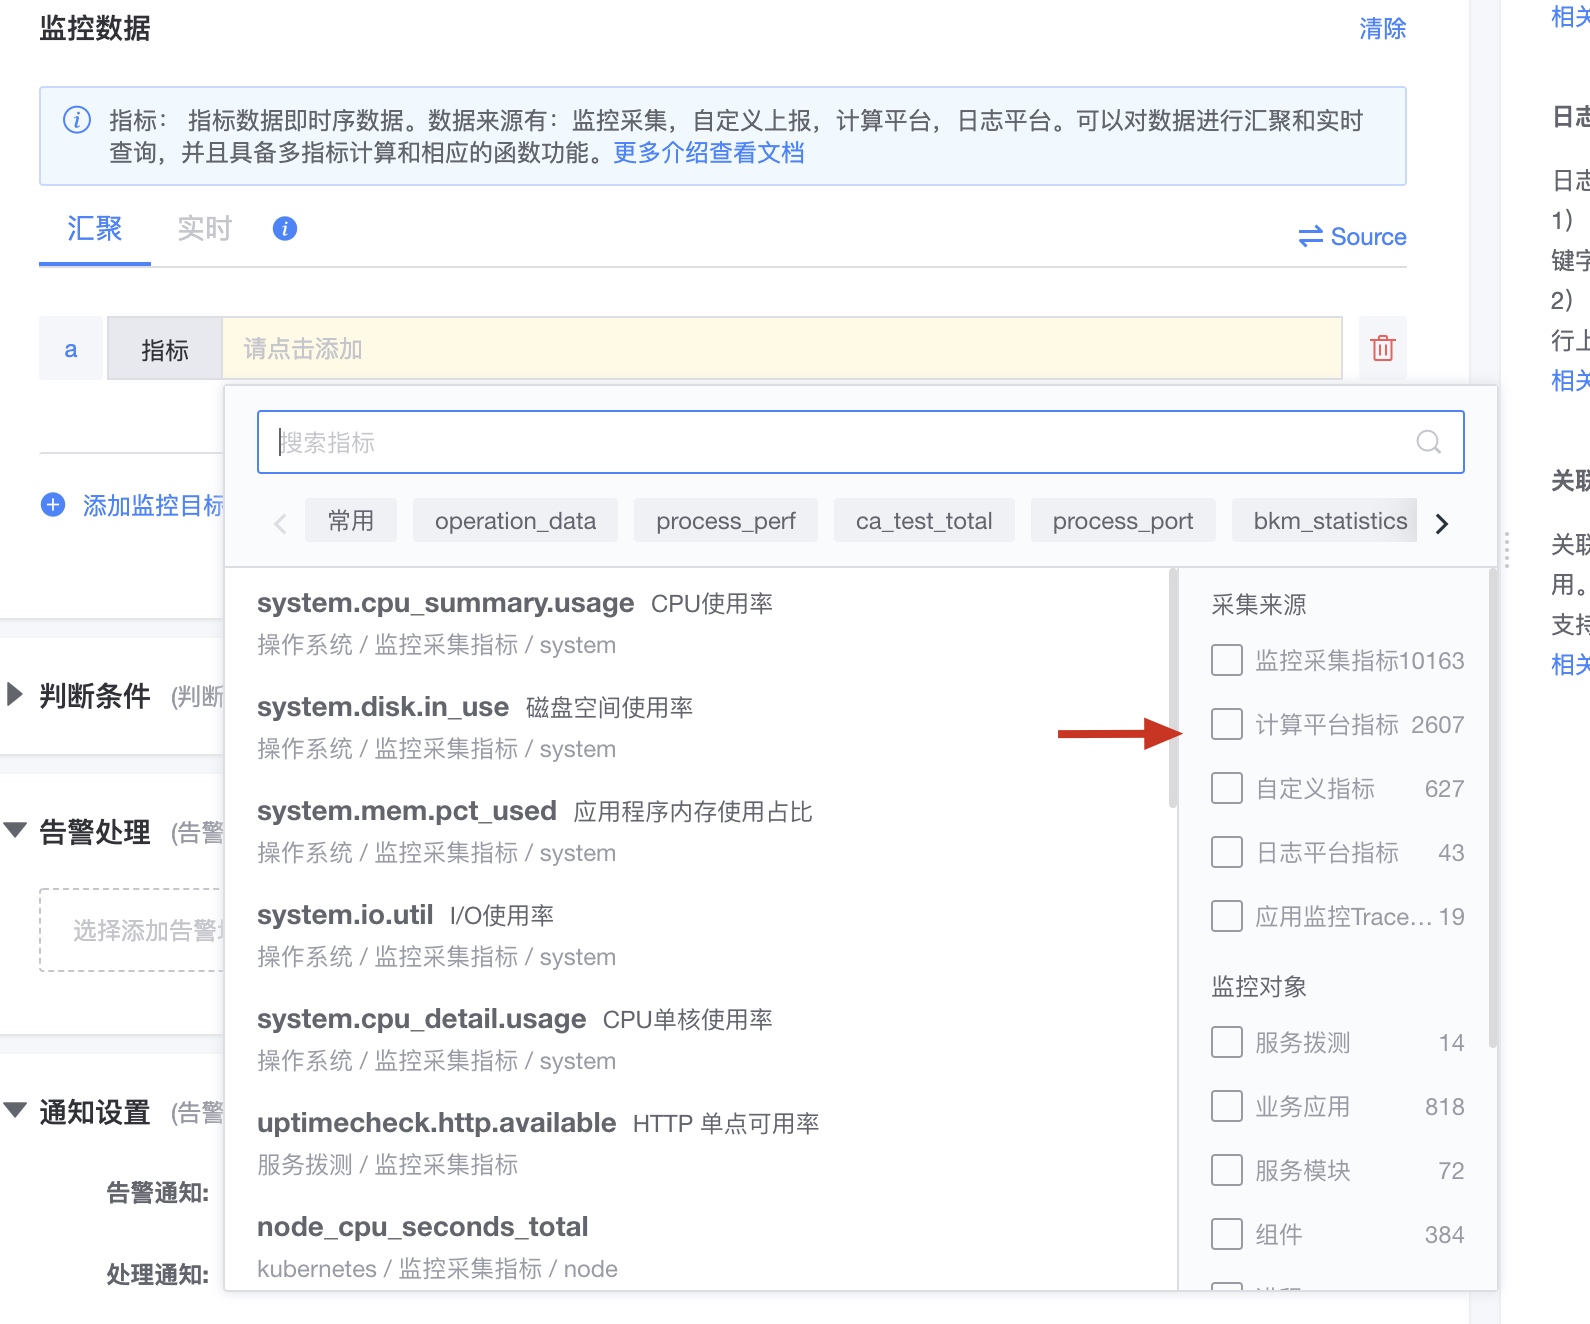 监控数据
清除
指标： 指标数据即时序数据。数据来源有：监控采集，自定义上报，计算平台，日志平台。可以对数据进行汇聚和实时
查询，并且具备多指标计算和相应的函数功能。更多介绍查看文档
汇聚 实时
Source
a 指标 请点击添加
搜索指标
添加监控目标
常用 operation_data process_perf ca_test_total process_port bkm_statistics
system.cpu_summary.usage CPU使用率
操作系统 / 监控采集指标 / system
system.disk.in_use 磁盘空间使用率
操作系统 / 监控采集指标 / system
system.mem.pct_used 应用程序内存使用占比
操作系统 / 监控采集指标 / system
system.io.util I/O使用率
操作系统 / 监控采集指标 / system
system.cpu_detail.usage CPU单核使用率
操作系统 / 监控采集指标 / system
uptimecheck.http.available HTTP 单点可用率
服务拨测 / 监控采集指标
node_cpu_seconds_total
kubernetes / 监控采集指标 / node
采集来源
监控采集指标10163
计算平台指标 2607
自定义指标 627
日志平台指标 43
应用监控Trace... 19
监控对象
服务拨测 14
业务应用 818
服务模块 72
组件 384
判断条件 (判断
告警处理 (告警
选择添加告警
通知设置 (告警
告警通知:
处理通知:
相关
日志
日志
1）
键字
2）
行上
相关
关联
关联
用。
支持
相关